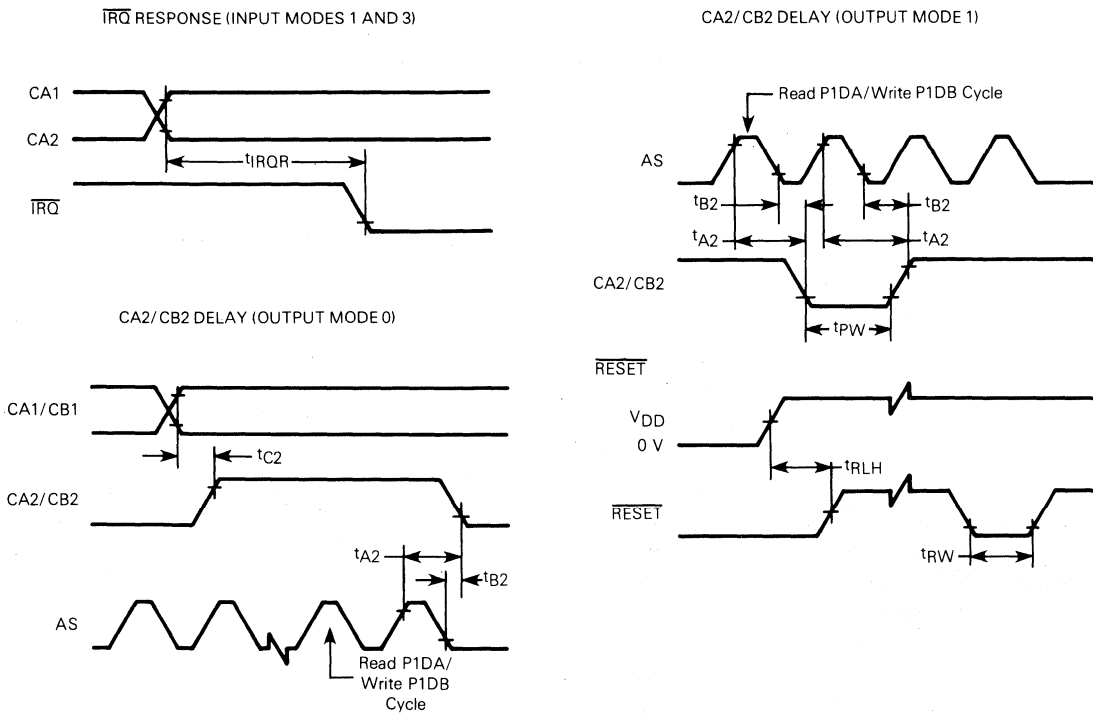 IRQ RESPONSE (INPUT MODES 1 AND 3)
CA1
CA2
tIRQR
IRQ
CA2/CB2 DELAY (OUTPUT MODE 0)
CA1/CB1
tC2
CA2/CB2
tA2
tB2
AS
Read P1DA/
Write P1DB
Cycle
CA2/CB2 DELAY (OUTPUT MODE 1)
Read P1DA/Write P1DB Cycle
AS
tB2
tB2
tA2
tA2
CA2/CB2
tPW
RESET
VDD
0 V
tRLH
RESET
tRW